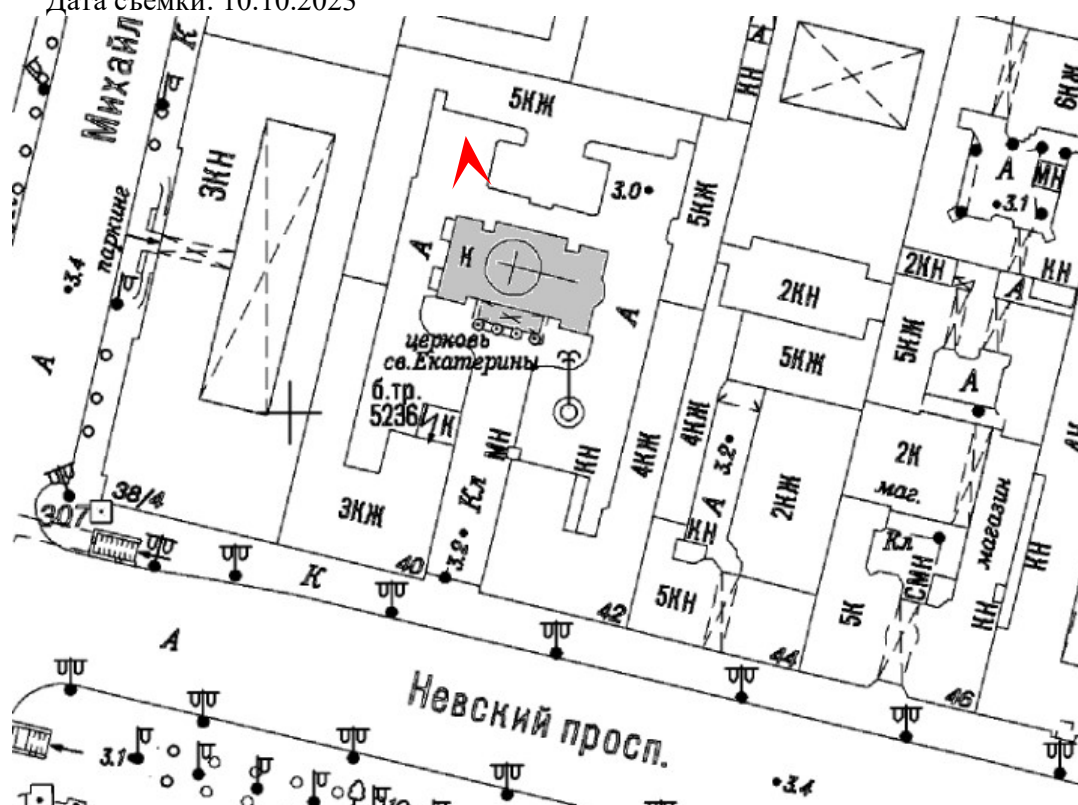 Дата съемки: 10.10.2023
Михайл
К
А
КН
5КЖ
6КЖ
3КН
А
МН
3.1
3.0
5КЖ
паркинг
А
К
2КН
КН
А
3.4
2КН
А
церковь
св.Екатерины
5КЖ
5КЖ
А
А
б.тр.
5236
К
МН
КН
4КЖ
4КЖ
3.2
2К
маг.
А
2КЖ
магазин
38/4
307
3КЖ
Кл
3.2
КН
Кл
СМН
КН
40
К
42
5КН
5К
КН
44
46
А
Невский просп.
3.1
3.4